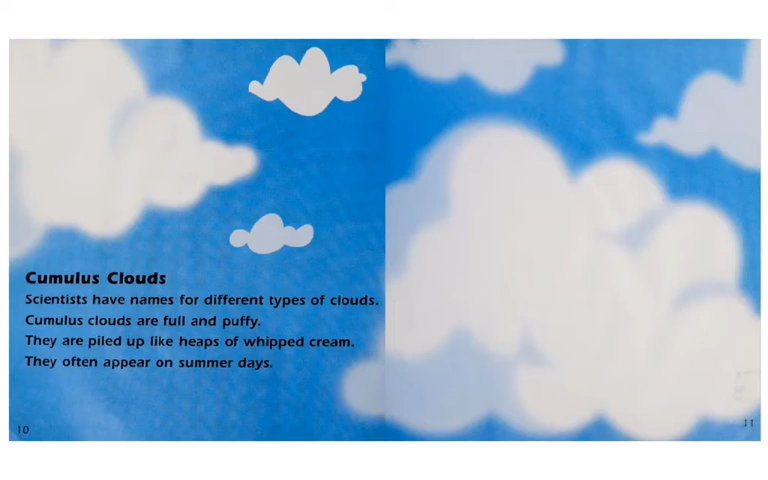 Cumulus Clouds
Scientists have names for different types of clouds.
Cumulus clouds are full and puffy.
They are piled up like heaps of whipped cream.
They often appear on summer days.
10
11